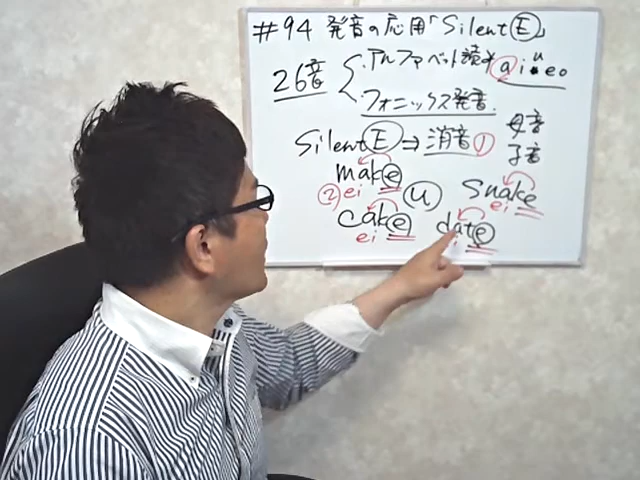 #94 発音の応用「Silent E」
26音
・アルファベット読み
a i u e o
・フォニックス発音.
Silent E ⇒ 消音 ①
母音
子音
make
② ei
u
snake
ei
cake
ei
date